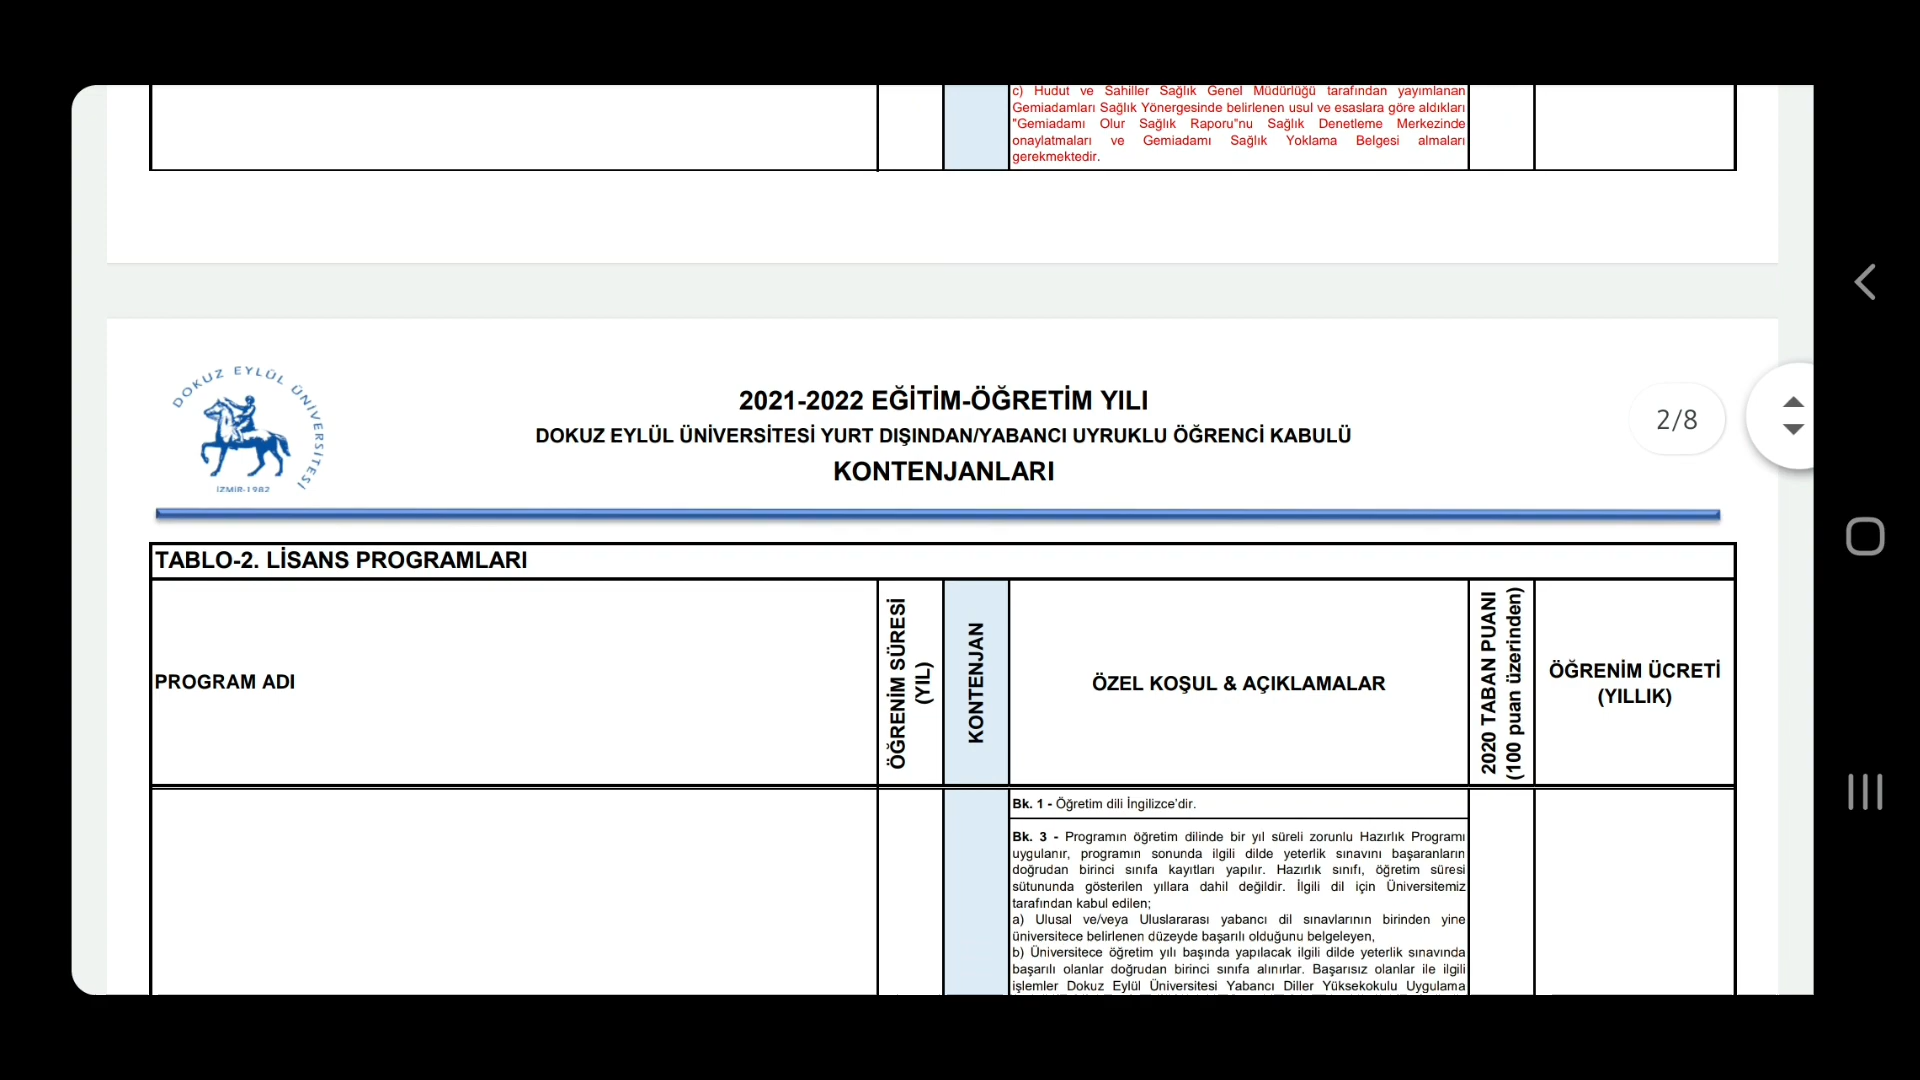 c) Hudut ve Sahiller Sağlık Genel Müdürlüğü tarafından yayımlanan
Gemiadamları Sağlık Yönergesinde belirlenen usul ve esaslara göre aldıkları
"Gemiadamı Olur Sağlık Raporu"nu Sağlık Denetleme Merkezinde
onaylatmaları ve Gemiadamı Sağlık Yoklama Belgesi almaları
gerekmektedir.
DOKUZ EYLÜL ÜNİVERSİTESİ
İZMİR-1982
2021-2022 EĞİTİM-ÖĞRETİM YILI
DOKUZ EYLÜL ÜNİVERSİTESİ YURT DIŞINDAN/YABANCI UYRUKLU ÖĞRENCİ KABULÜ
KONTENJANLARI
2/8
TABLO-2. LİSANS PROGRAMLARI
PROGRAM ADI
ÖĞRENİM SÜRESİ
(YIL)
KONTENJAN
ÖZEL KOŞUL & AÇIKLAMALAR
2020 TABAN PUANI
(100 puan üzerinden)
ÖĞRENİM ÜCRETİ
(YILLIK)
Bk. 1 - Öğretim dili İngilizce'dir.
Bk. 3 - Programın öğretim dilinde bir yıl süreli zorunlu Hazırlık Programı
uygulanır, programın sonunda ilgili dilde yeterlik sınavını başaranların
doğrudan birinci sınıfa kayıtları yapılır. Hazırlık sınıfı, öğretim süresi
sütununda gösterilen yıllara dahil değildir. İlgili dil için Üniversitemiz
tarafından kabul edilen;
a) Ulusal ve/veya Uluslararası yabancı dil sınavlarının birinden yine
üniversitece belirlenen düzeyde başarılı olduğunu belgeleyen,
b) Üniversitece öğretim yılı başında yapılacak ilgili dilde yeterlik sınavında
başarılı olanlar doğrudan birinci sınıfa alınırlar. Başarısız olanlar ile ilgili
işlemler Dokuz Eylül Üniversitesi Yabancı Diller Yüksekokulu Uygulama